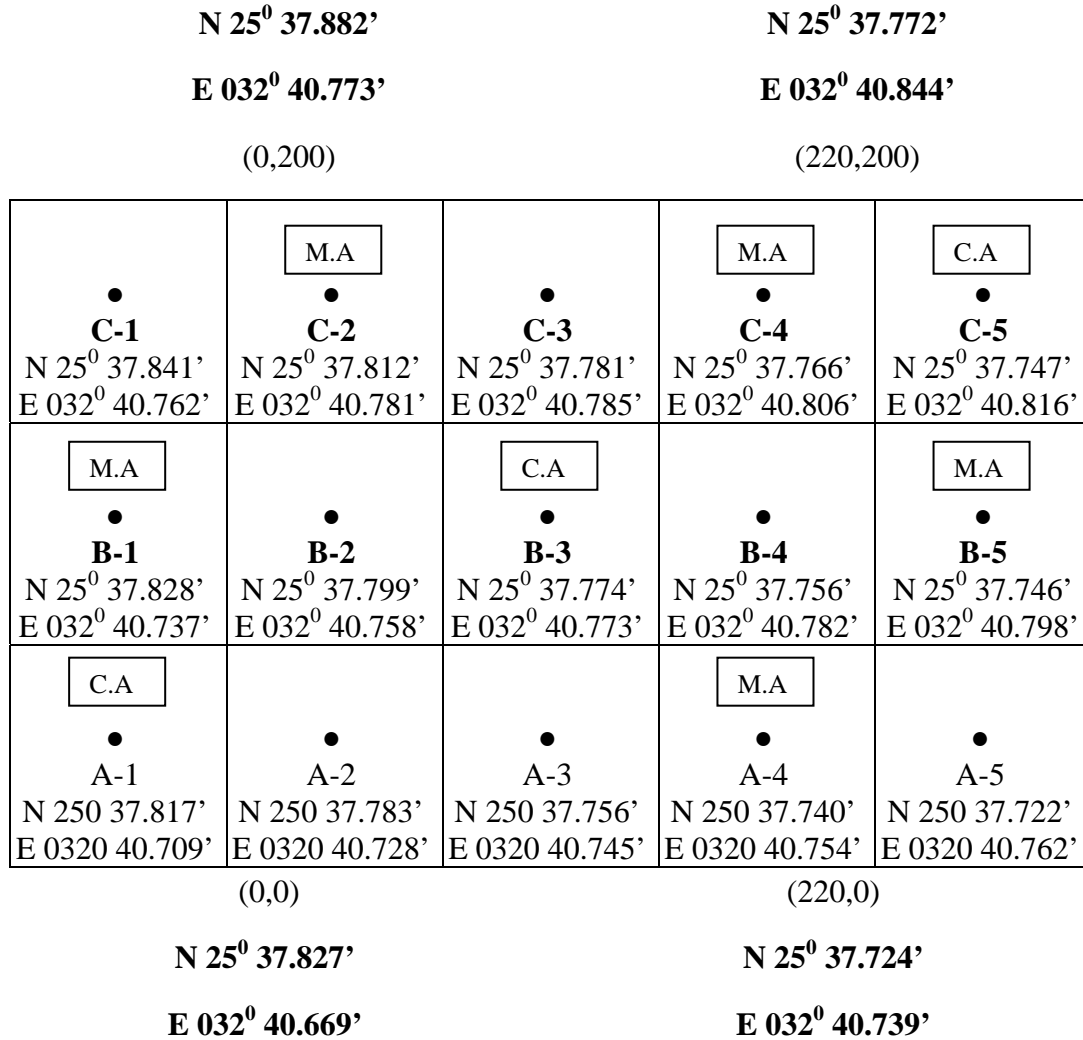 N 25⁰ 37.882’ N 25⁰ 37.772’
E 032⁰ 40.773’ E 032⁰ 40.844’
(0,200) (220,200)
M.A M.A C.A
● ● ● ● ●
C-1 C-2 C-3 C-4 C-5
N 25⁰ 37.841’ N 25⁰ 37.812’ N 25⁰ 37.781’ N 25⁰ 37.766’ N 25⁰ 37.747’
E 032⁰ 40.762’ E 032⁰ 40.781’ E 032⁰ 40.785’ E 032⁰ 40.806’ E 032⁰ 40.816’
M.A C.A M.A
● ● ● ● ●
B-1 B-2 B-3 B-4 B-5
N 25⁰ 37.828’ N 25⁰ 37.799’ N 25⁰ 37.774’ N 25⁰ 37.756’ N 25⁰ 37.746’
E 032⁰ 40.737’ E 032⁰ 40.758’ E 032⁰ 40.773’ E 032⁰ 40.782’ E 032⁰ 40.798’
C.A M.A
● ● ● ● ●
A-1 A-2 A-3 A-4 A-5
N 250 37.817’ N 250 37.783’ N 250 37.756’ N 250 37.740’ N 250 37.722’
E 0320 40.709’ E 0320 40.728’ E 0320 40.745’ E 0320 40.754’ E 0320 40.762’
(0,0) (220,0)
N 25⁰ 37.827’ N 25⁰ 37.724’
E 032⁰ 40.669’ E 032⁰ 40.739’